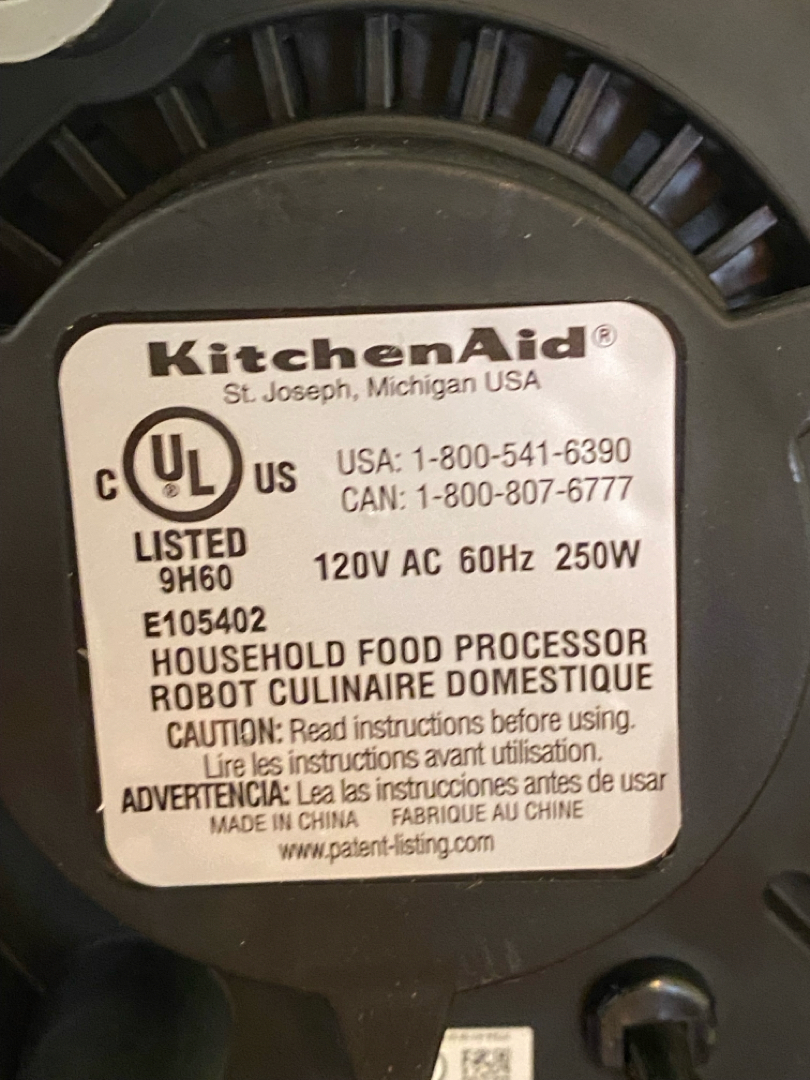 KitchenAid®
St. Joseph, Michigan USA
C UL® US
USA: 1-800-541-6390
CAN: 1-800-807-6777
LISTED
9H60
120V AC 60Hz 250W
E105402
HOUSEHOLD FOOD PROCESSOR
ROBOT CULINAIRE DOMESTIQUE
CAUTION: Read instructions before using.
Lire les instructions avant utilisation.
ADVERTENCIA: Lea las instrucciones antes de usar
MADE IN CHINA FABRIQUE AU CHINE
www.patent-listing.com